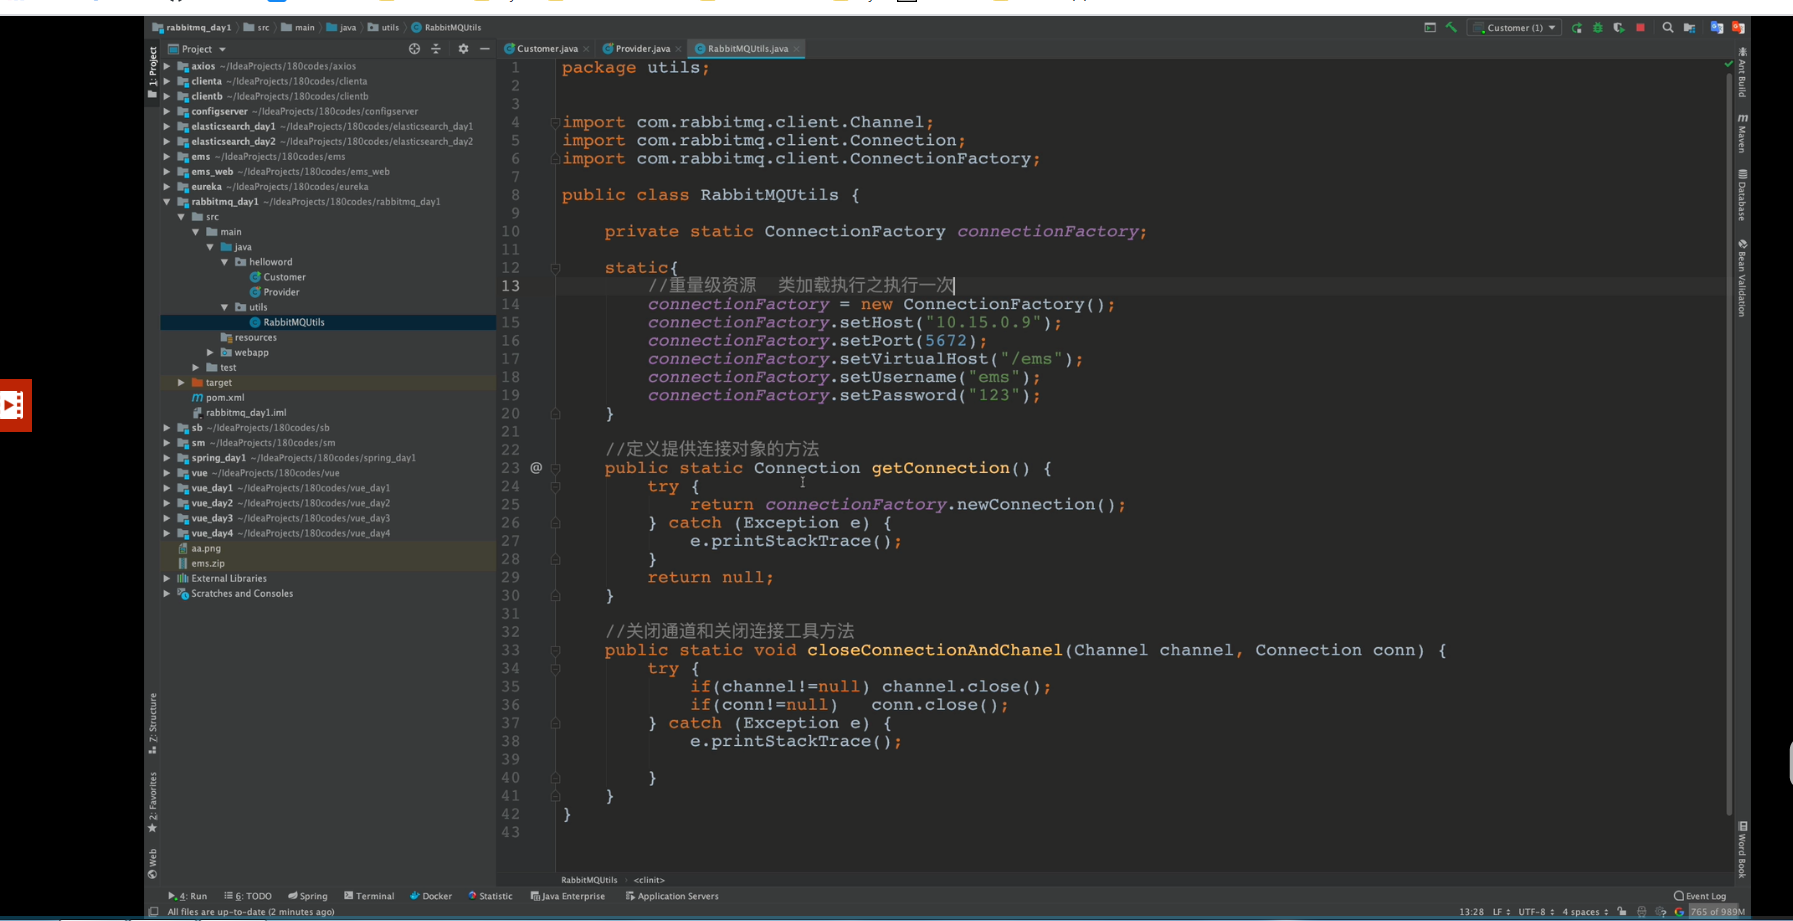 rabbitmq_day1 src main java utils RabbitMQUtils
Customer (1)
Project
Customer.java Provider.java RabbitMQUtils.java
1: Project
axios ~/IdeaProjects/180codes/axios
clienta ~/IdeaProjects/180codes/clienta
clientb ~/IdeaProjects/180codes/clientb
configserver ~/IdeaProjects/180codes/configserver
elasticsearch_day1 ~/IdeaProjects/180codes/elasticsearch_day1
elasticsearch_day2 ~/IdeaProjects/180codes/elasticsearch_day2
ems ~/IdeaProjects/180codes/ems
ems_web ~/IdeaProjects/180codes/ems_web
eureka ~/IdeaProjects/180codes/eureka
rabbitmq_day1 ~/IdeaProjects/180codes/rabbitmq_day1
src
main
java
helloword
Customer
Provider
utils
RabbitMQUtils
resources
webapp
test
target
pom.xml
rabbitmq_day1.iml
sb ~/IdeaProjects/180codes/sb
sm ~/IdeaProjects/180codes/sm
spring_day1 ~/IdeaProjects/180codes/spring_day1
vue ~/IdeaProjects/180codes/vue
vue_day1 ~/IdeaProjects/180codes/vue_day1
vue_day2 ~/IdeaProjects/180codes/vue_day2
vue_day3 ~/IdeaProjects/180codes/vue_day3
vue_day4 ~/IdeaProjects/180codes/vue_day4
aa.png
ems.zip
External Libraries
Scratches and Consoles
Z: Structure
2: Favorites
Web
1 package utils;
2
3
4 import com.rabbitmq.client.Channel;
5 import com.rabbitmq.client.Connection;
6 import com.rabbitmq.client.ConnectionFactory;
7
8 public class RabbitMQUtils {
9
10 private static ConnectionFactory connectionFactory;
11
12 static{
13 //重量级资源  类加载执行之执行一次
14 connectionFactory = new ConnectionFactory();
15 connectionFactory.setHost("10.15.0.9");
16 connectionFactory.setPort(5672);
17 connectionFactory.setVirtualHost("/ems");
18 connectionFactory.setUsername("ems");
19 connectionFactory.setPassword("123");
20 }
21
22 //定义提供连接对象的方法
23 @ public static Connection getConnection() {
24 try {
25 return connectionFactory.newConnection();
26 } catch (Exception e) {
27 e.printStackTrace();
28 }
29 return null;
30 }
31
32 //关闭通道和关闭连接工具方法
33 public static void closeConnectionAndChanel(Channel channel, Connection conn) {
34 try {
35 if(channel!=null) channel.close();
36 if(conn!=null)   conn.close();
37 } catch (Exception e) {
38 e.printStackTrace();
39
40 }
41 }
42 }
43
Ant Build
Maven
Database
Bean Validation
Word Book
RabbitMQUtils <clinit>
4: Run 6: TODO Spring Terminal Docker Statistic Java Enterprise Application Servers Event Log
All files are up-to-date (2 minutes ago) 13:28 LF UTF-8 4 spaces 765 of 989M